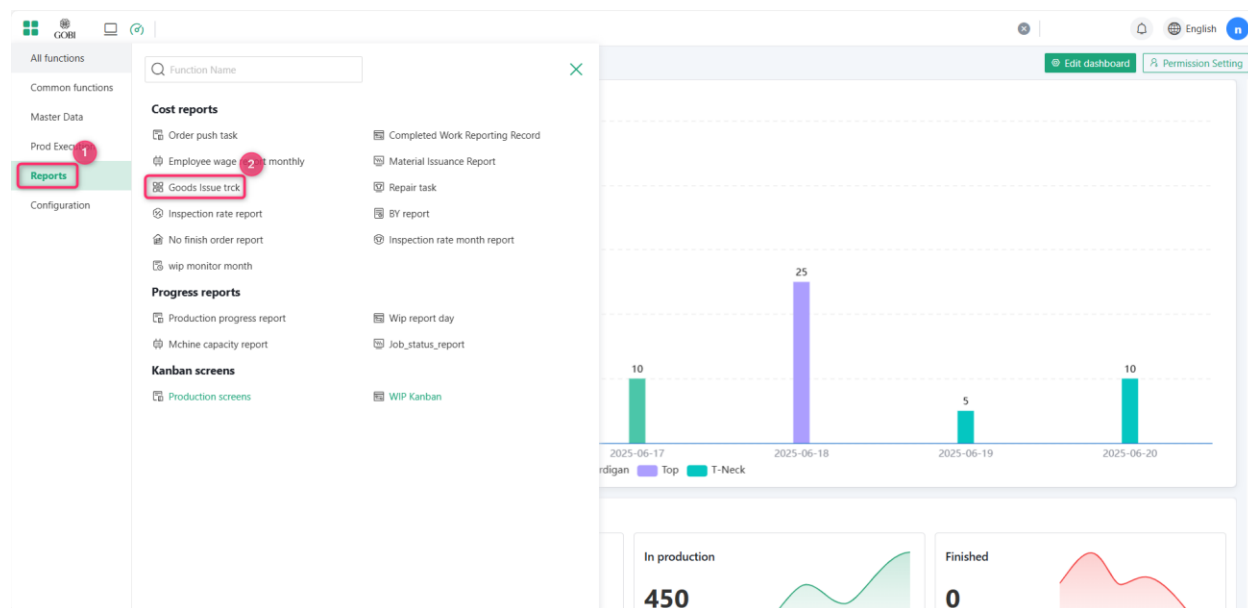 GOBI
English
n
All functions
Common functions
Master Data
Prod Exec
1
Reports
Configuration
Function Name
Edit dashboard
Permission Setting
Cost reports
Order push task
Completed Work Reporting Record
Employee wage report monthly
Material Issuance Report
2
Goods Issue trck
Repair task
Inspection rate report
BY report
No finish order report
Inspection rate month report
wip monitor month
Progress reports
Production progress report
Wip report day
Mchine capacity report
Job_status_report
Kanban screens
Production screens
WIP Kanban
10
25
5
10
2025-06-17
2025-06-18
2025-06-19
2025-06-20
rdigan
Top
T-Neck
In production
450
Finished
0